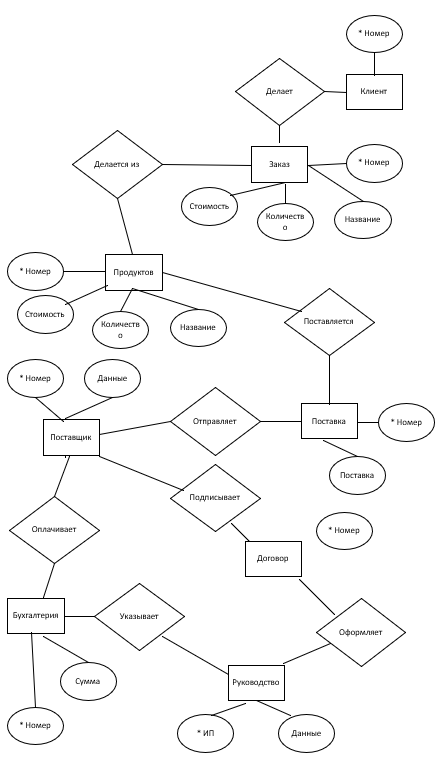 * Номер
Делает
Клиент
Делается из
Заказ
* Номер
Стоимость
Количеств
о
Название
* Номер
Продуктов
Стоимость
Количеств
о
Название
Поставляется
* Номер
Данные
Поставщик
Отправляет
Поставка
* Номер
Поставка
Подписывает
* Номер
Оплачивает
Договор
Бухгалтерия
Указывает
Оформляет
Сумма
Руководство
* Номер
* ИП
Данные